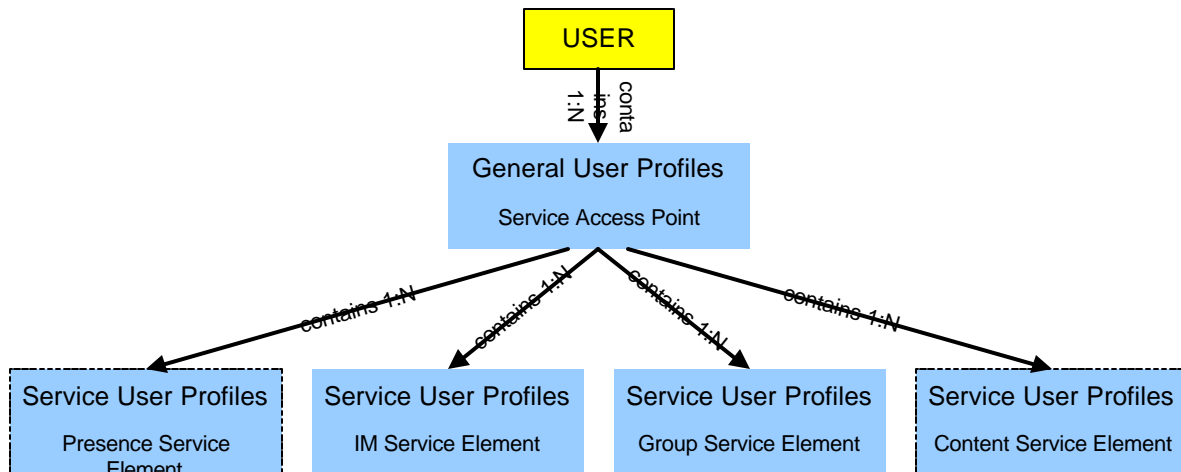 USER
conta
ins
1:N
General User Profiles
Service Access Point
contains 1:N
contains 1:N
contains 1:N
contains 1:N
Service User Profiles
Presence Service
Element
Service User Profiles
IM Service Element
Service User Profiles
Group Service Element
Service User Profiles
Content Service Element